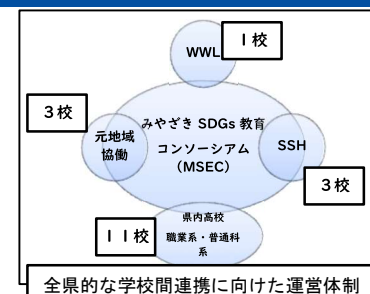 WWL
１校
３校
元地域
協働
みやざき SDGs 教育
コンソーシアム
（MSEC）
SSH
３校
県内高校
職業系・普通科
系
１１校
全県的な学校間連携に向けた運営体制